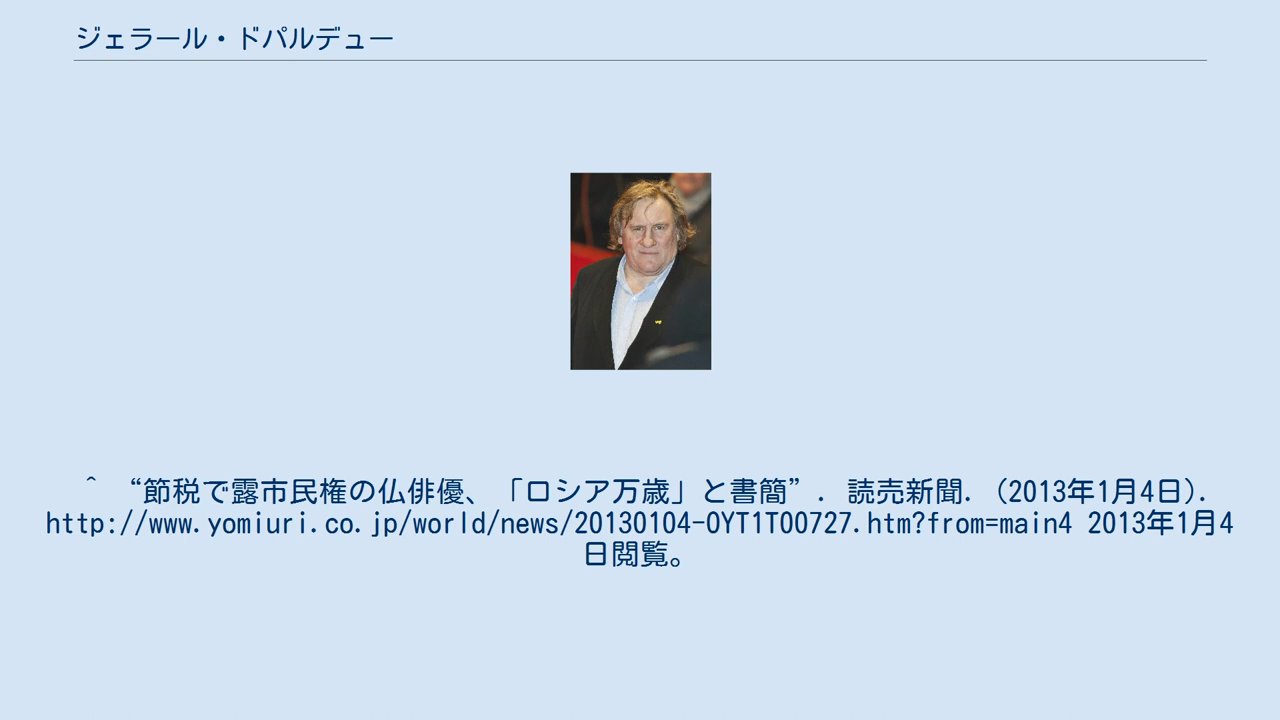 ジェラール・ドパルデュー
^ “節税で露市民権の仏俳優、「ロシア万歳」と書簡”. 読売新聞. (2013年1月4日).
http://www.yomiuri.co.jp/world/news/20130104-OYT1T00727.htm?from=main4 2013年1月4
日閲覧。